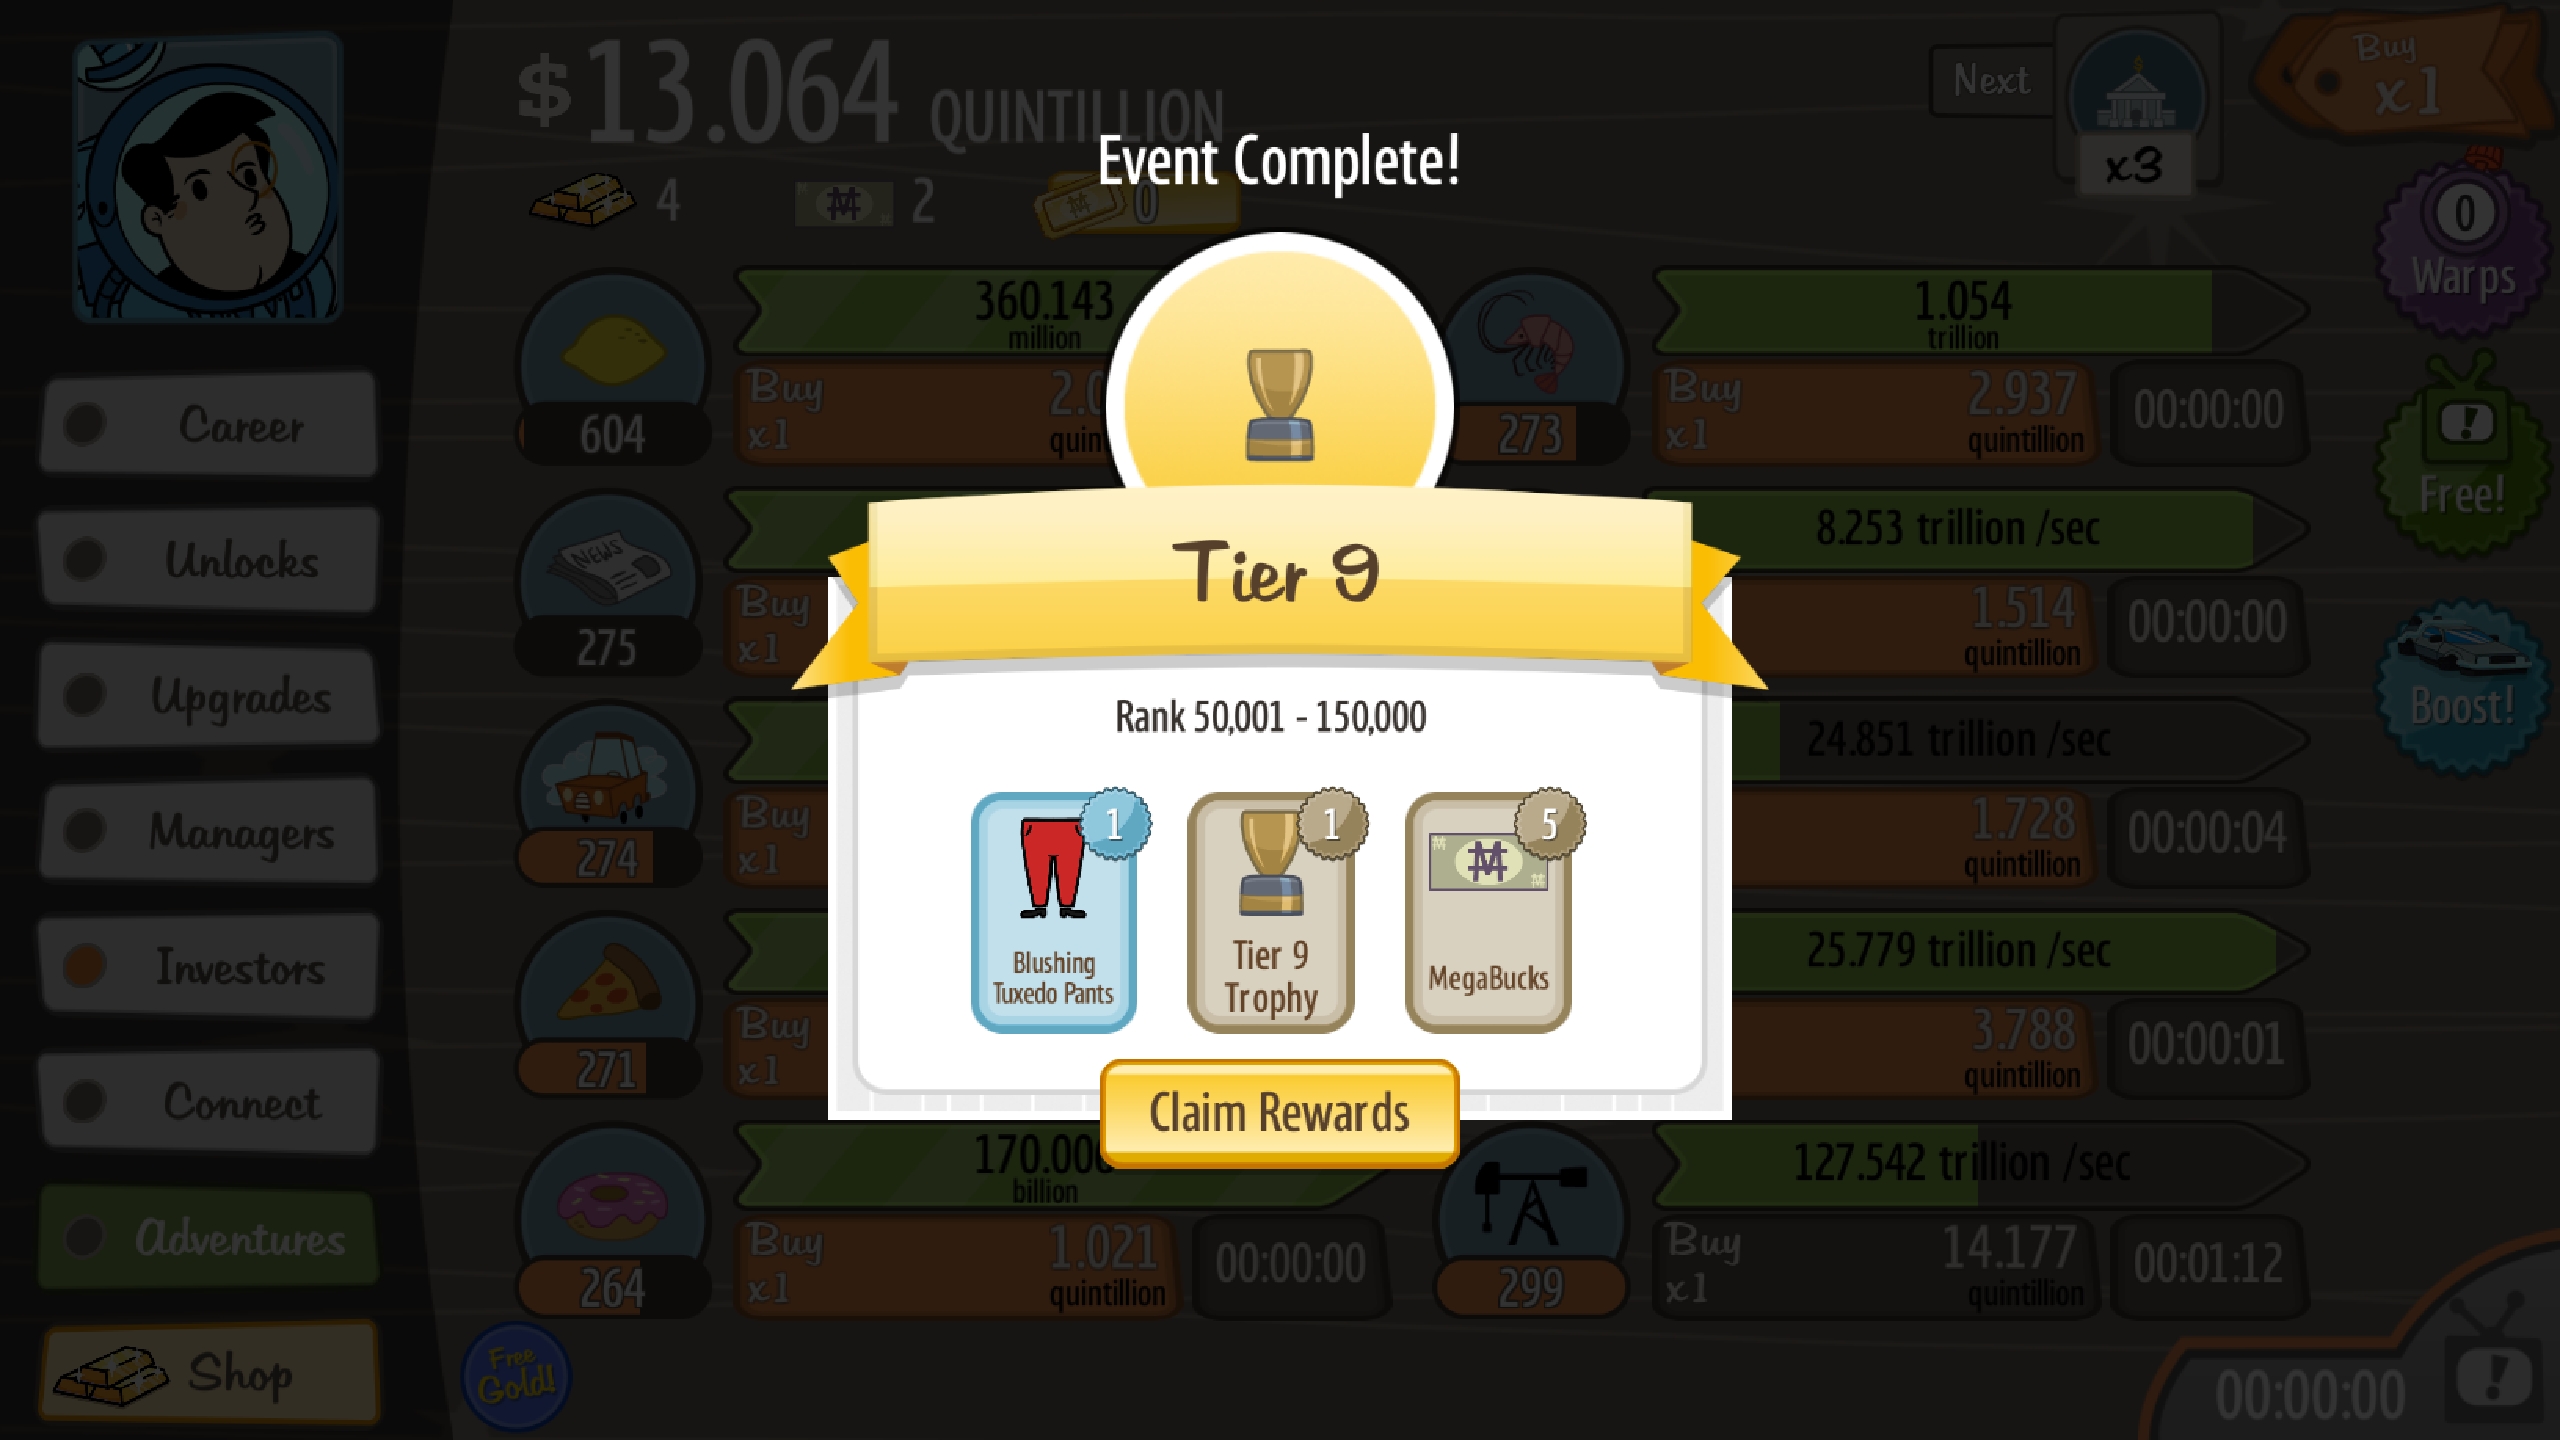 $13.064 QUINTILLION
4
2
0
Next
x3
Buy
x1
Event Complete!
0
Warps
Free!
Boost!
Career
Unlocks
Upgrades
Managers
Investors
Connect
Adventures
Shop
Free
Gold!
360.143
million
Buy
x1
604
NEWS
275
Buy
x1
274
Buy
x1
271
Buy
x1
170.00
billion
264
Buy
x1
1.021
quintillion
00:00:00
1.054
trillion
273
Buy
x1
2.937
quintillion
00:00:00
8.253 trillion /sec
1.514
quintillion
00:00:00
24.851 trillion /sec
1.728
quintillion
00:00:04
25.779 trillion /sec
3.788
quintillion
00:00:01
127.542 trillion /sec
299
Buy
x1
14.177
quintillion
00:01:12
00:00:00
Tier 9
Rank 50,001 - 150,000
1
Blushing
Tuxedo Pants
1
Tier 9
Trophy
5
MegaBucks
Claim Rewards